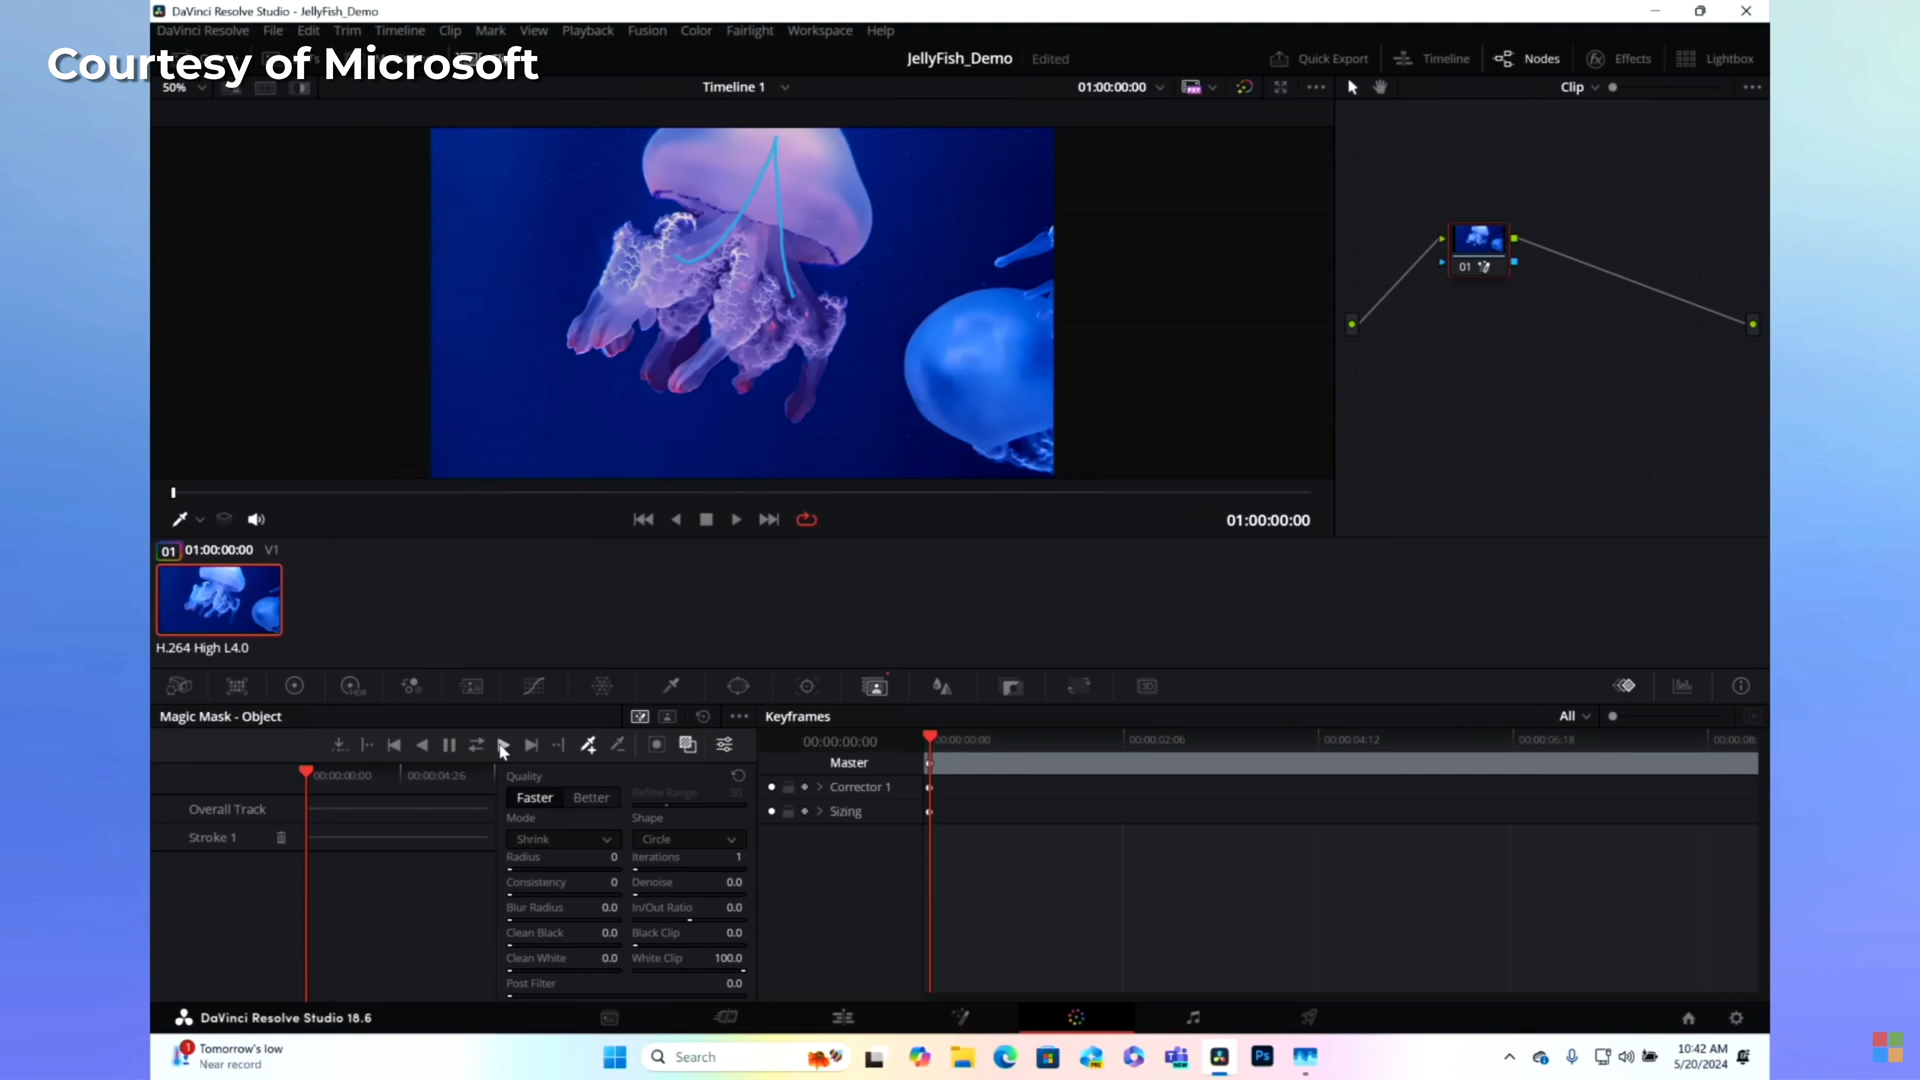 DaVinci Resolve Studio - JellyFish_Demo
DaVinci Resolve File Edit Trim Timeline Clip Mark View Playback Fusion Color Fairlight Workspace Help
Courtesy of Microsoft
JellyFish_Demo Edited
Quick Export Timeline Nodes Effects Lightbox
50% Timeline 1 01:00:00:00 Clip
01
01:00:00:00
01 01:00:00:00 V1
H.264 High L4.0
HDR
3D
Magic Mask - Object
Keyframes
All
00:00:00:00 00:00:00:00 00:00:02:06 00:00:04:12 00:00:06:18 00:00:08:
Master
Corrector 1
Sizing
00:00:00:00 00:00:04:26
Overall Track
Stroke 1
Quality
Faster Better Refine Range 30
Mode Shape
Shrink Circle
Radius 0 Iterations 1
Consistency 0 Denoise 0.0
Blur Radius 0.0 In/Out Ratio 0.0
Clean Black 0.0 Black Clip 0.0
Clean White 0.0 White Clip 100.0
Post Filter 0.0
DaVinci Resolve Studio 18.6
1
Tomorrow's low
Near record
Search
PRE
NEW
Ps
10:42 AM
5/20/2024